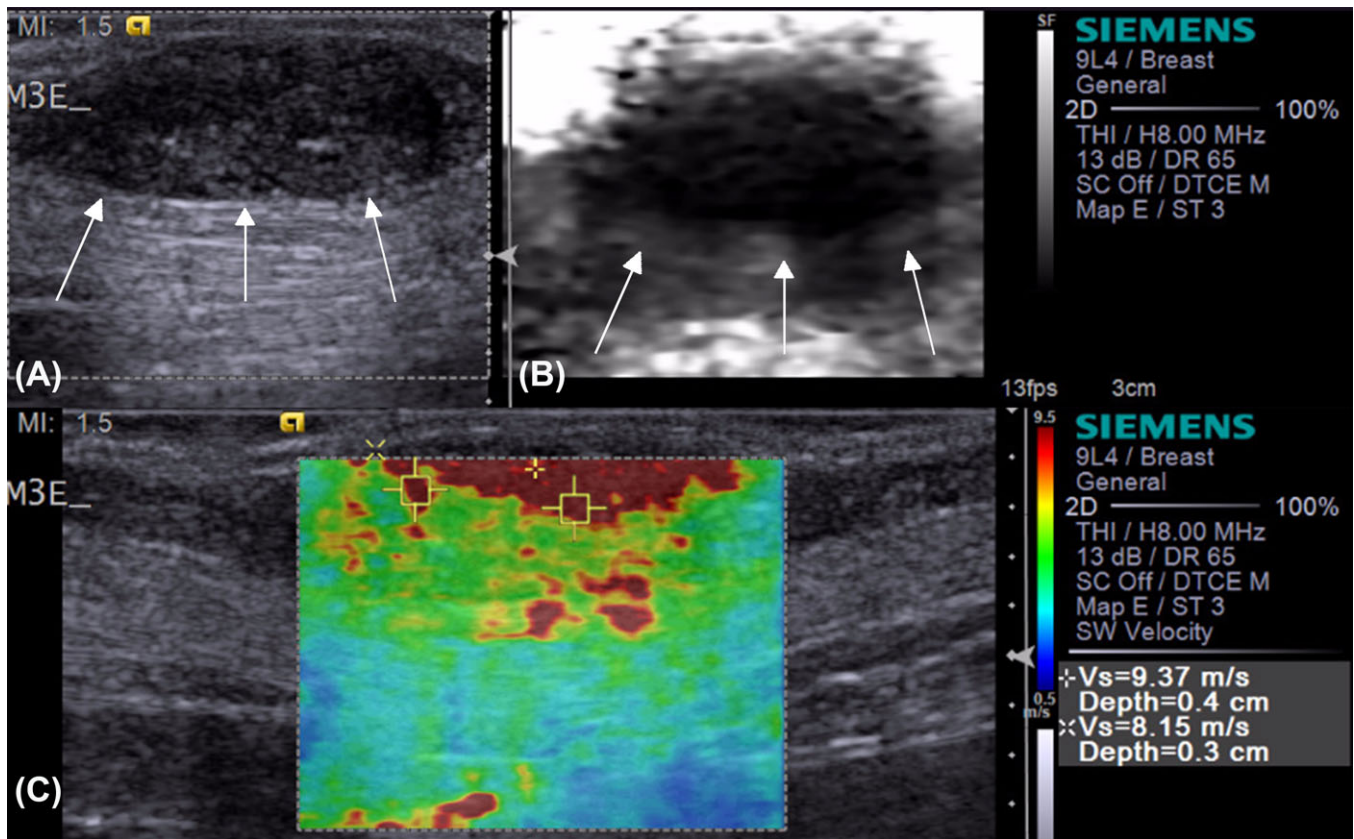 MI: 1.5
M3E_
(A)
(B)
SF
SIEMENS
9L4 / Breast
General
2D 100%
THI / H8.00 MHz
13 dB / DR 65
SC Off / DTCE M
Map E / ST 3
13fps 3cm
MI: 1.5
M3E_
(C)
9.5
0.5
m/s
SIEMENS
9L4 / Breast
General
2D 100%
THI / H8.00 MHz
13 dB / DR 65
SC Off / DTCE M
Map E / ST 3
SW Velocity
Vs=9.37 m/s
Depth=0.4 cm
Vs=8.15 m/s
Depth=0.3 cm